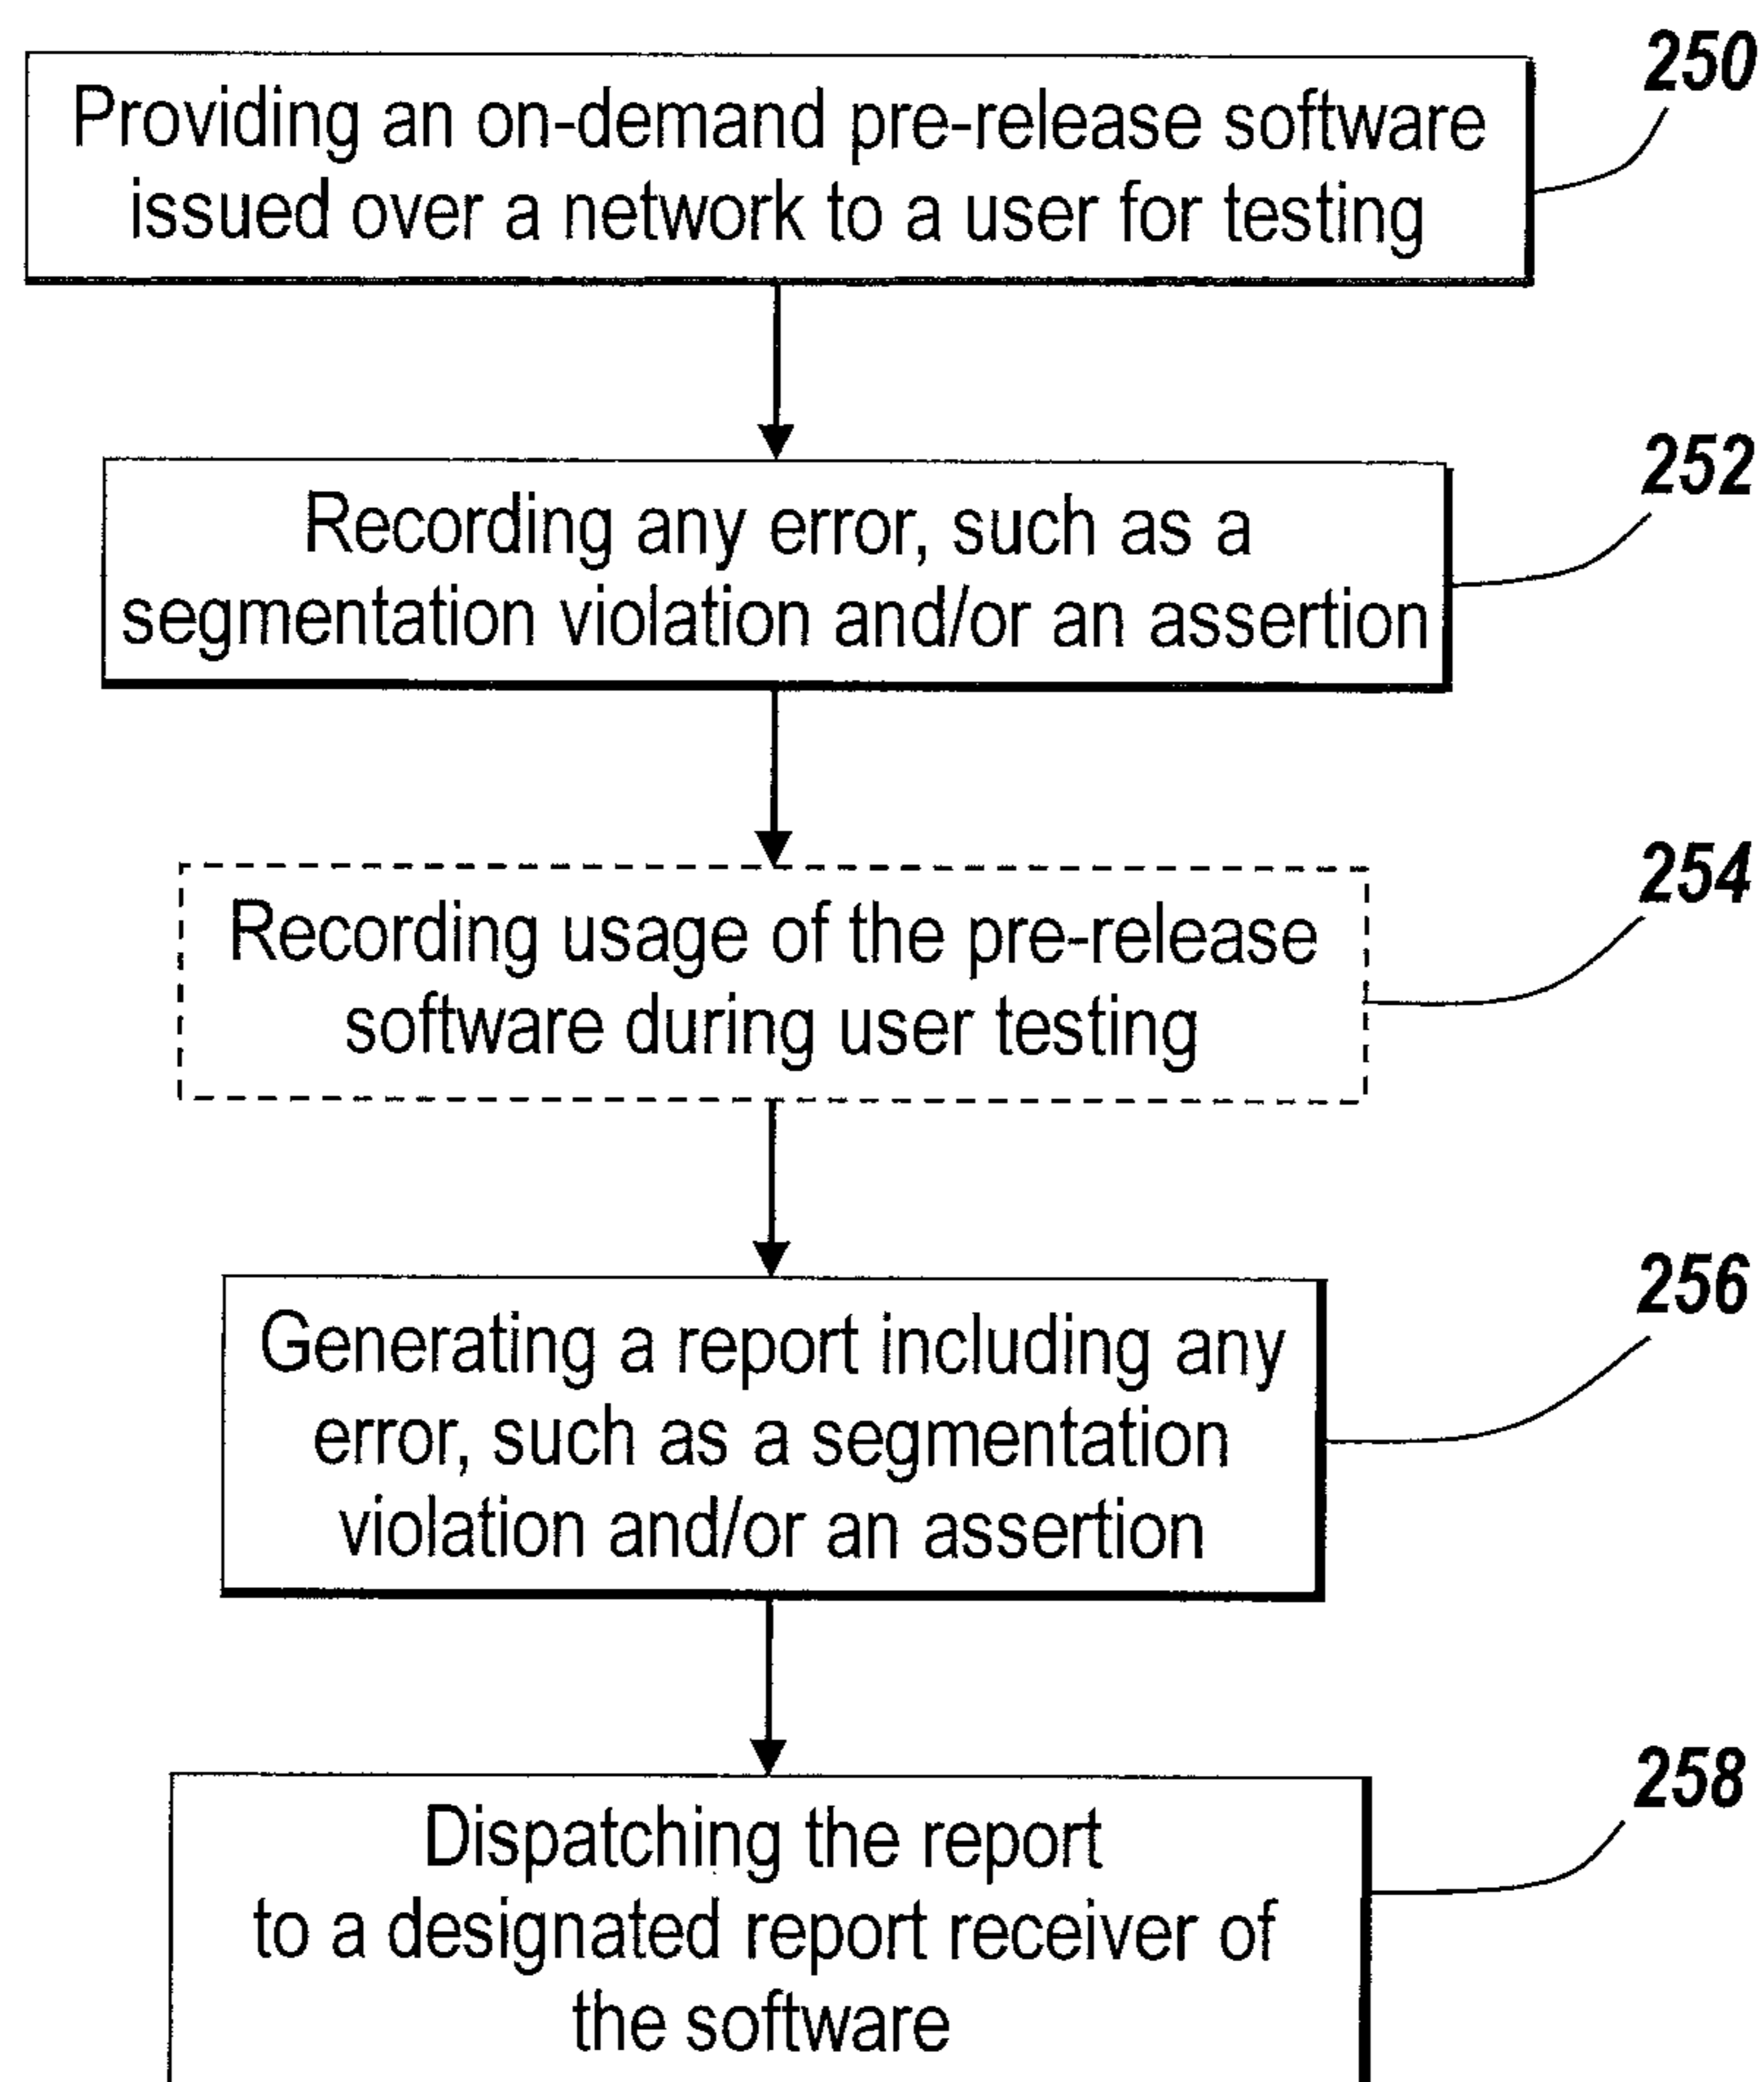 250
Providing an on-demand pre-release software
issued over a network to a user for testing
252
Recording any error, such as a
segmentation violation and/or an assertion
254
Recording usage of the pre-release
software during user testing
256
Generating a report including any
error, such as a segmentation
violation and/or an assertion
258
Dispatching the report
to a designated report receiver of
the software